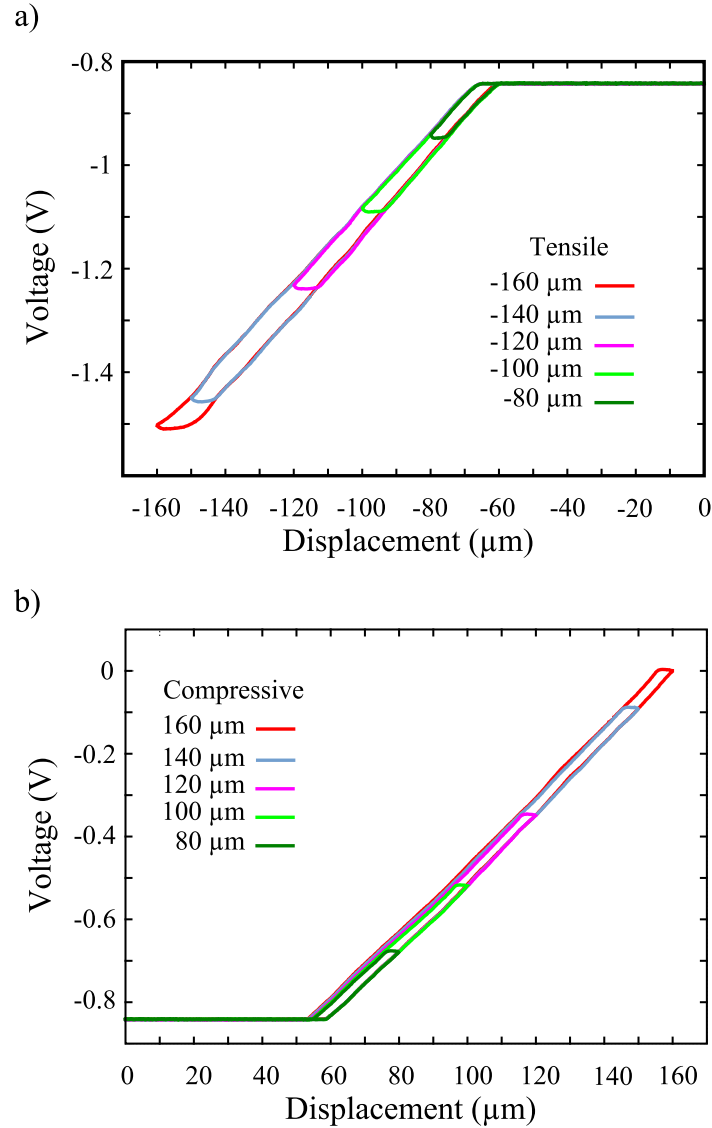 a)
-0.8
-1
-1.2
-1.4
Voltage (V)
Tensile
-160 µm
-140 µm
-120 µm
-100 µm
-80 µm
-160 -140 -120 -100 -80 -60 -40 -20 0
Displacement (µm)
b)
0
-0.2
-0.4
-0.6
-0.8
Voltage (V)
Compressive
160 µm
140 µm
120 µm
100 µm
80 µm
0 20 40 60 80 100 120 140 160
Displacement (µm)